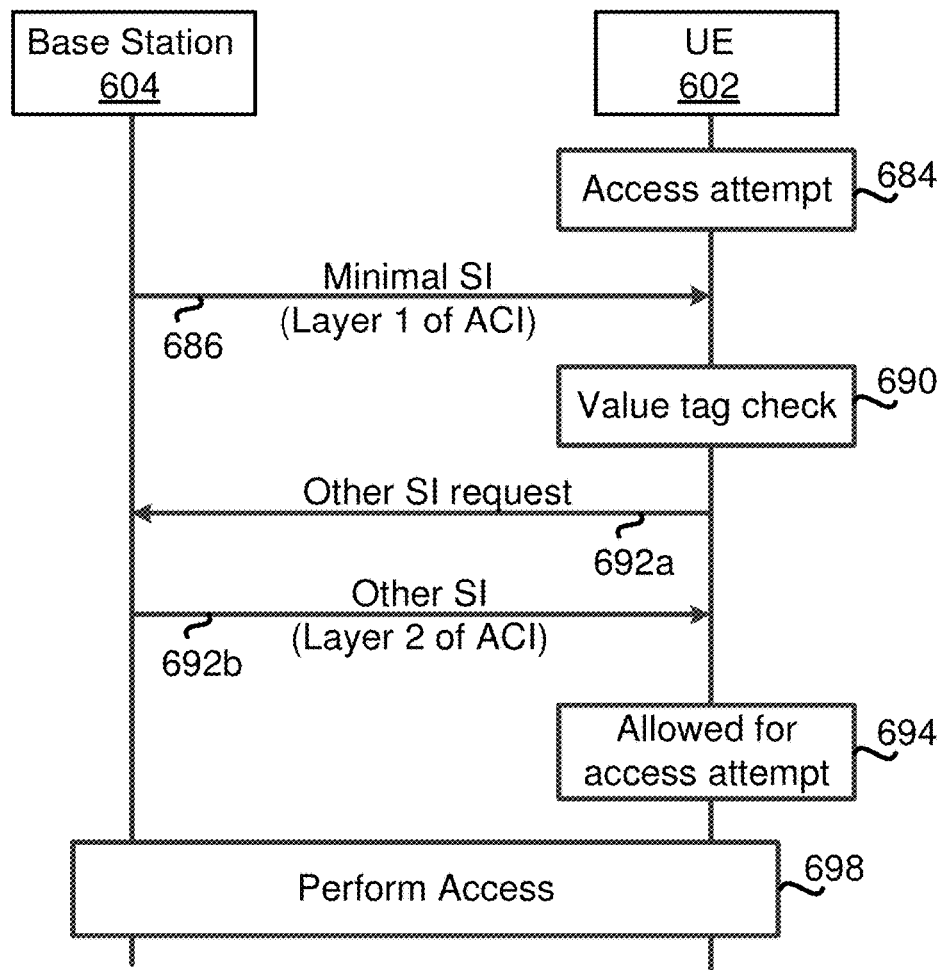 Base Station
604
UE
602
Access attempt
684
Minimal SI
(Layer 1 of ACI)
686
Value tag check
690
Other SI request
692a
Other SI
(Layer 2 of ACI)
692b
Allowed for
access attempt
694
Perform Access
698